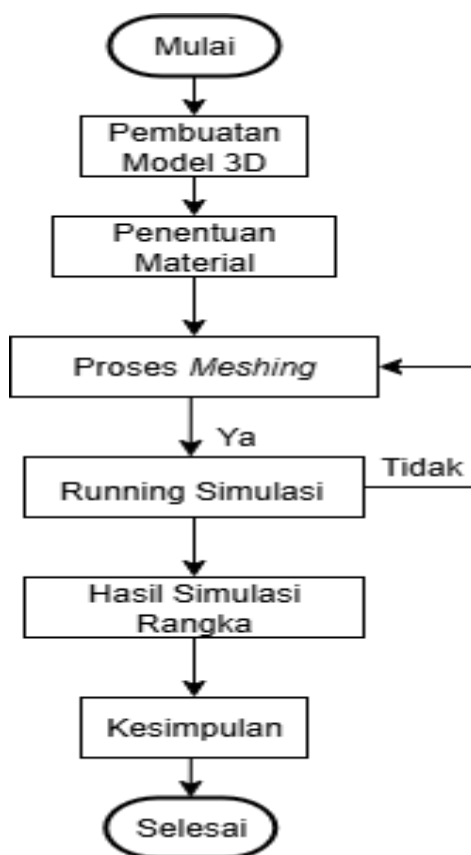 Mulai
Pembuatan
Model 3D
Penentuan
Material
Proses Meshing
Ya
Running Simulasi
Tidak
Hasil Simulasi
Rangka
Kesimpulan
Selesai